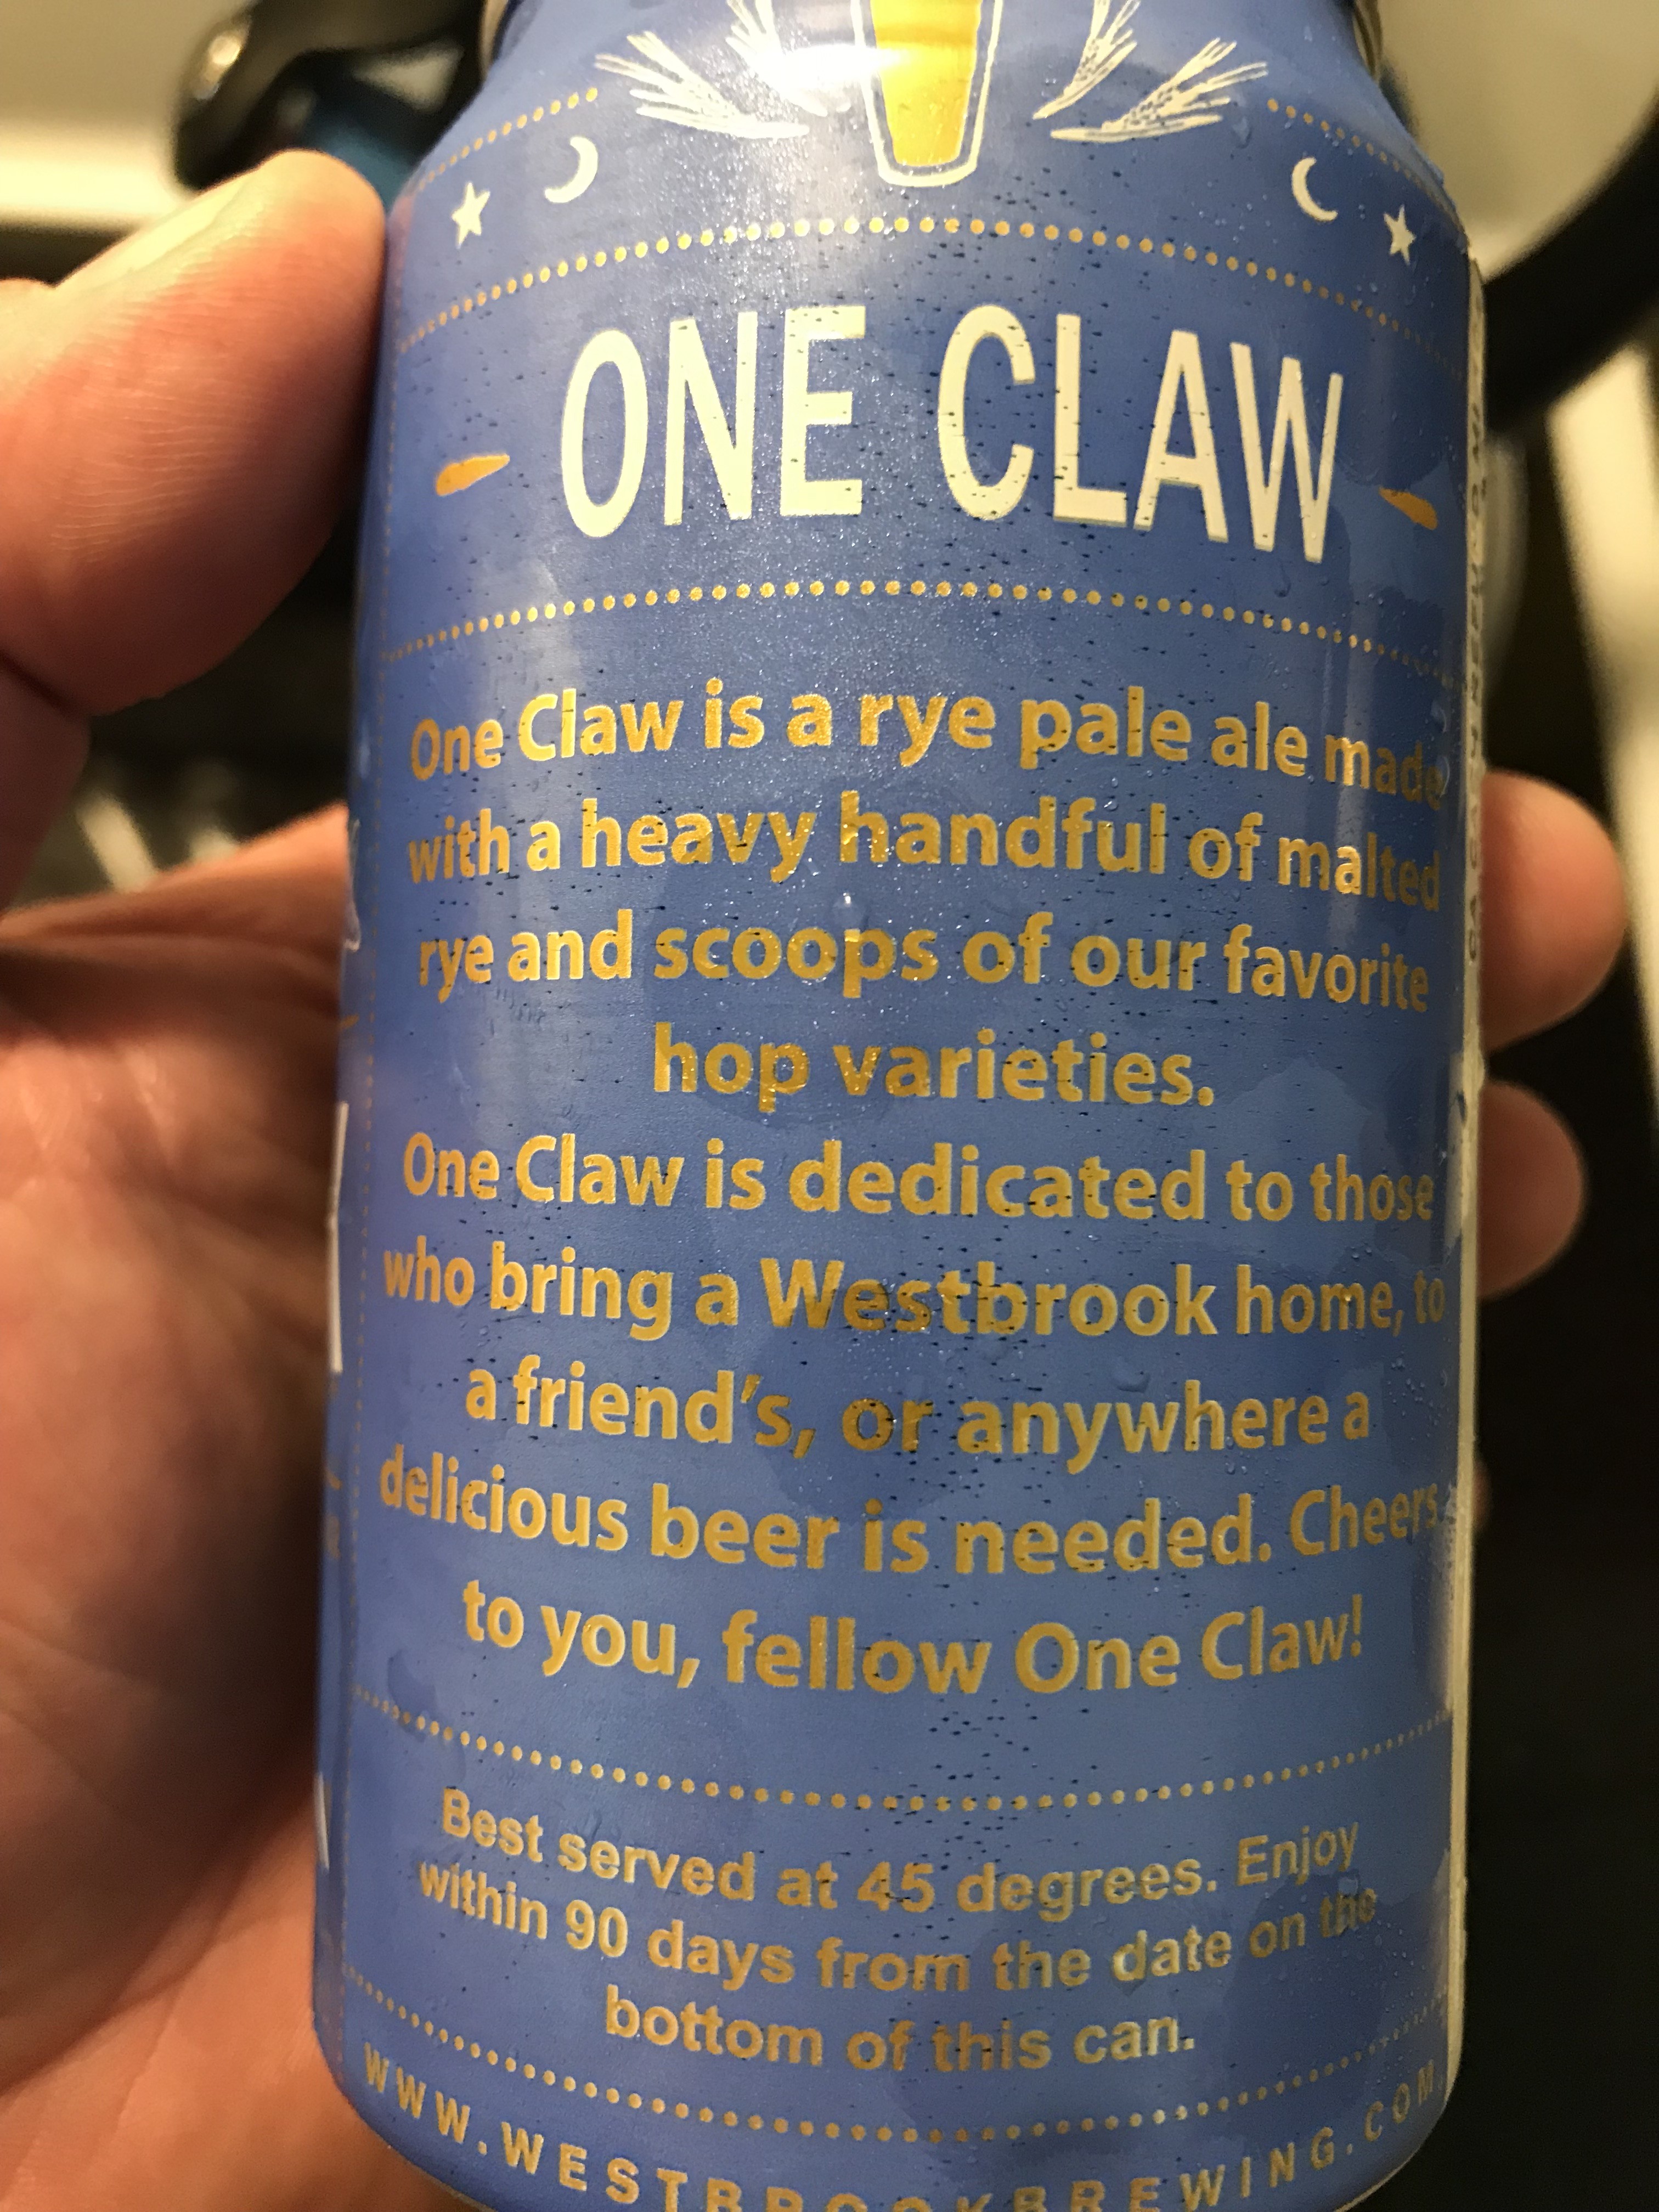 ONE CLAW
One Claw is a rye pale ale made
with a heavy handful of malted
rye and scoops of our favorite
hop varieties.
One Claw is dedicated to those
who bring a Westbrook home, to
a friend's, or anywhere a
delicious beer is needed. Cheers
to you, fellow One Claw!
Best served at 45 degrees. Enjoy
within 90 days from the date on the
bottom of this can.
WWW.WESTBROOKBREWING.COM